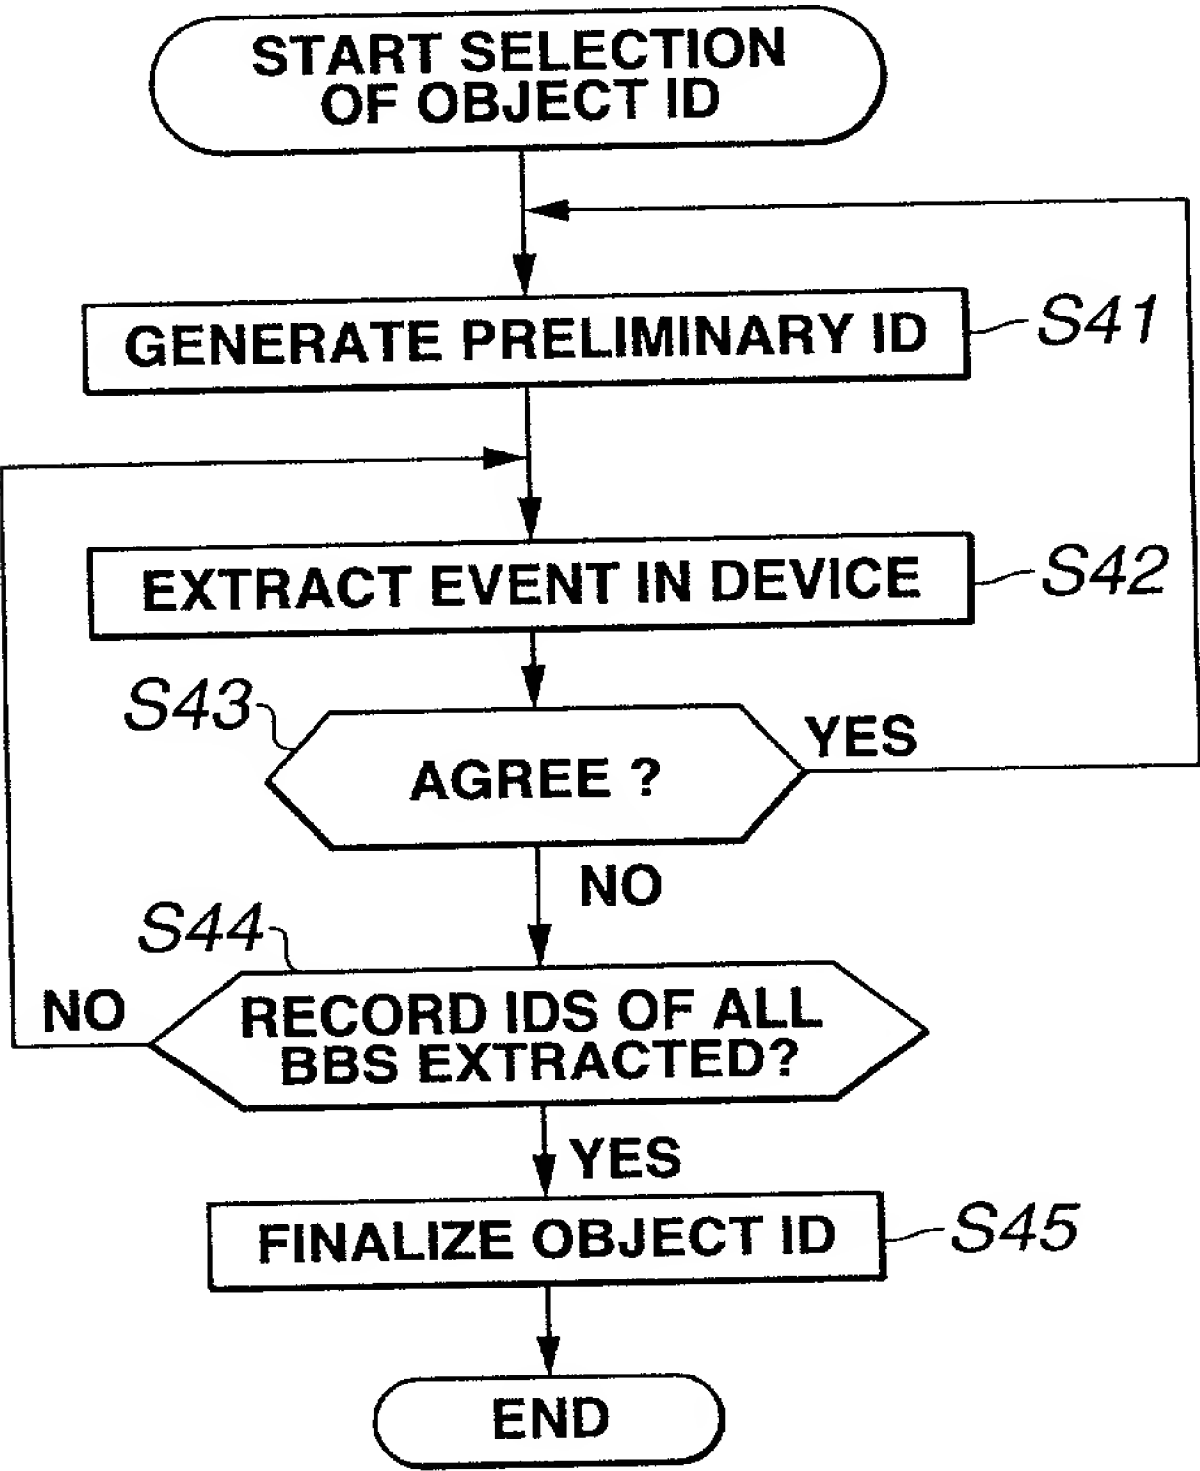 START SELECTION
OF OBJECT ID
GENERATE PRELIMINARY ID
S41
EXTRACT EVENT IN DEVICE
S42
S43
AGREE ?
YES
NO
S44
NO
RECORD IDS OF ALL
BBS EXTRACTED?
YES
FINALIZE OBJECT ID
S45
END